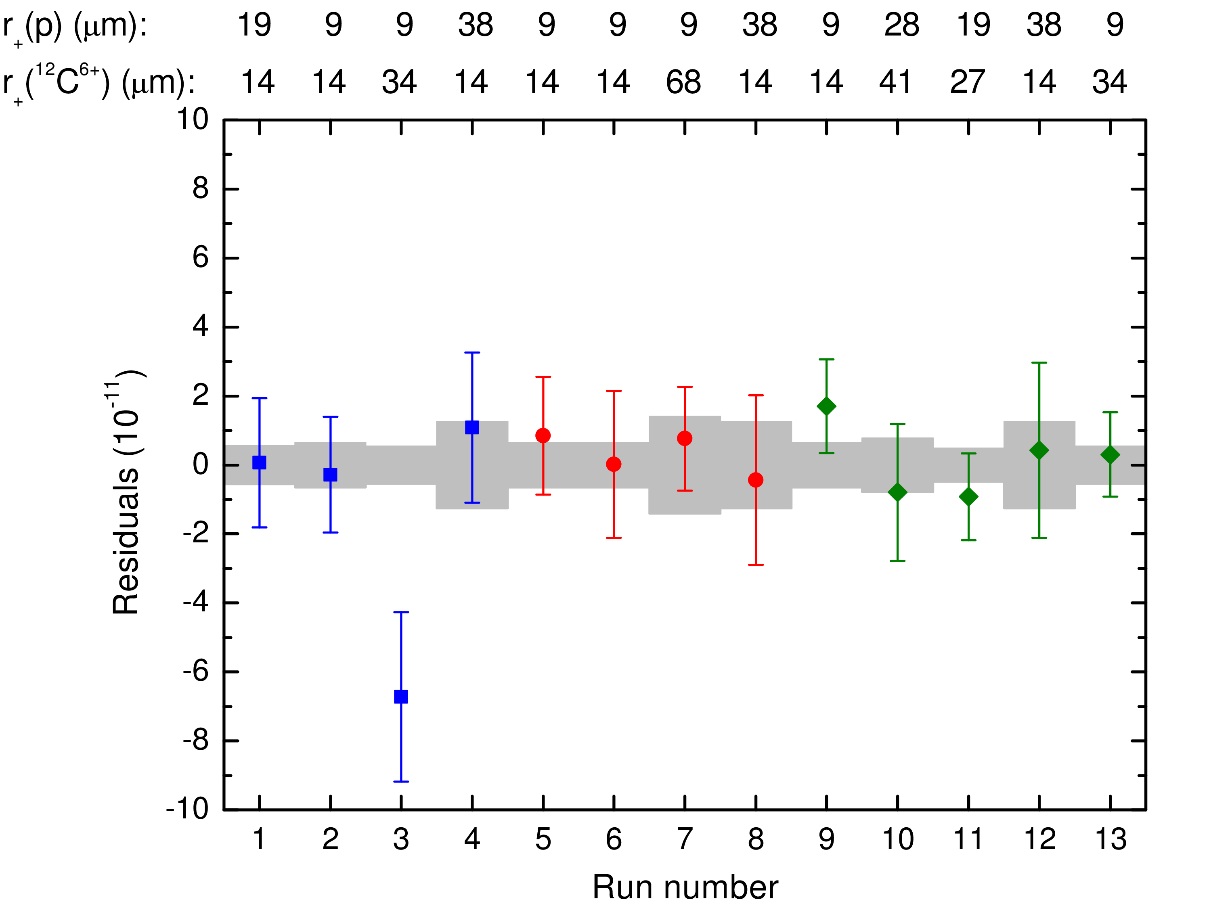 r₊(p) (μm): 19 9 9 38 9 9 9 38 9 28 19 38 9
r₊(¹²C⁶⁺) (μm): 14 14 34 14 14 14 68 14 14 41 27 14 34
10
8
6
4
2
0
-2
-4
-6
-8
-10
Residuals (10⁻¹¹)
1 2 3 4 5 6 7 8 9 10 11 12 13
Run number